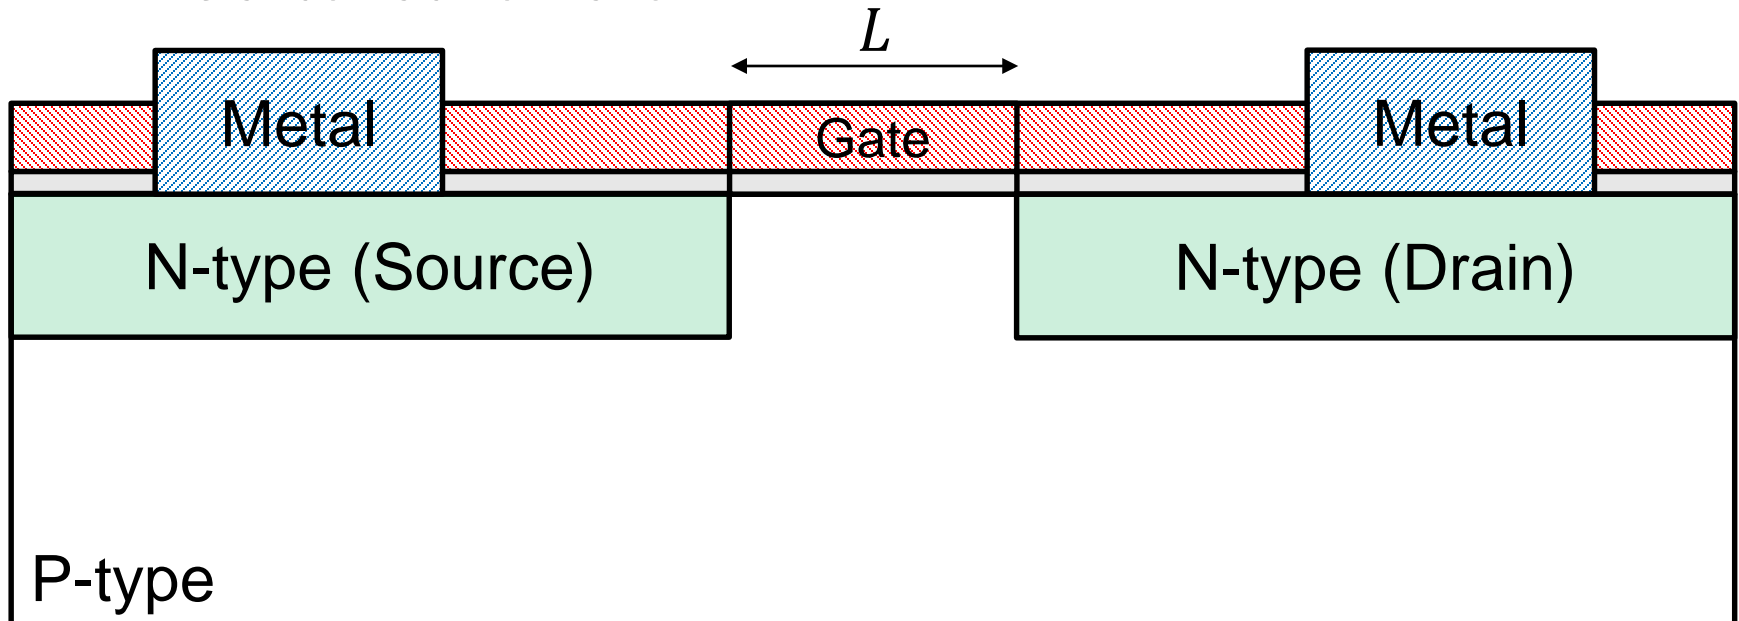 L
Metal
Gate
Metal
N-type (Source)
N-type (Drain)
P-type